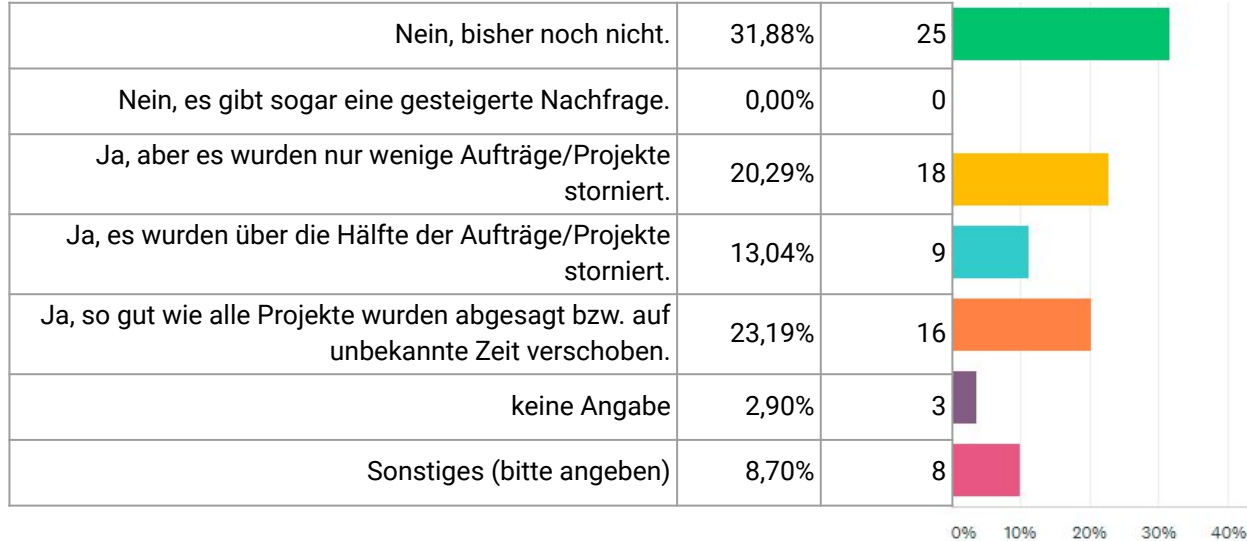 Nein, bisher noch nicht. 31,88% 25
Nein, es gibt sogar eine gesteigerte Nachfrage. 0,00% 0
Ja, aber es wurden nur wenige Aufträge/Projekte
storniert. 20,29% 18
Ja, es wurden über die Hälfte der Aufträge/Projekte
storniert. 13,04% 9
Ja, so gut wie alle Projekte wurden abgesagt bzw. auf
unbekannte Zeit verschoben. 23,19% 16
keine Angabe 2,90% 3
Sonstiges (bitte angeben) 8,70% 8
0% 10% 20% 30% 40%